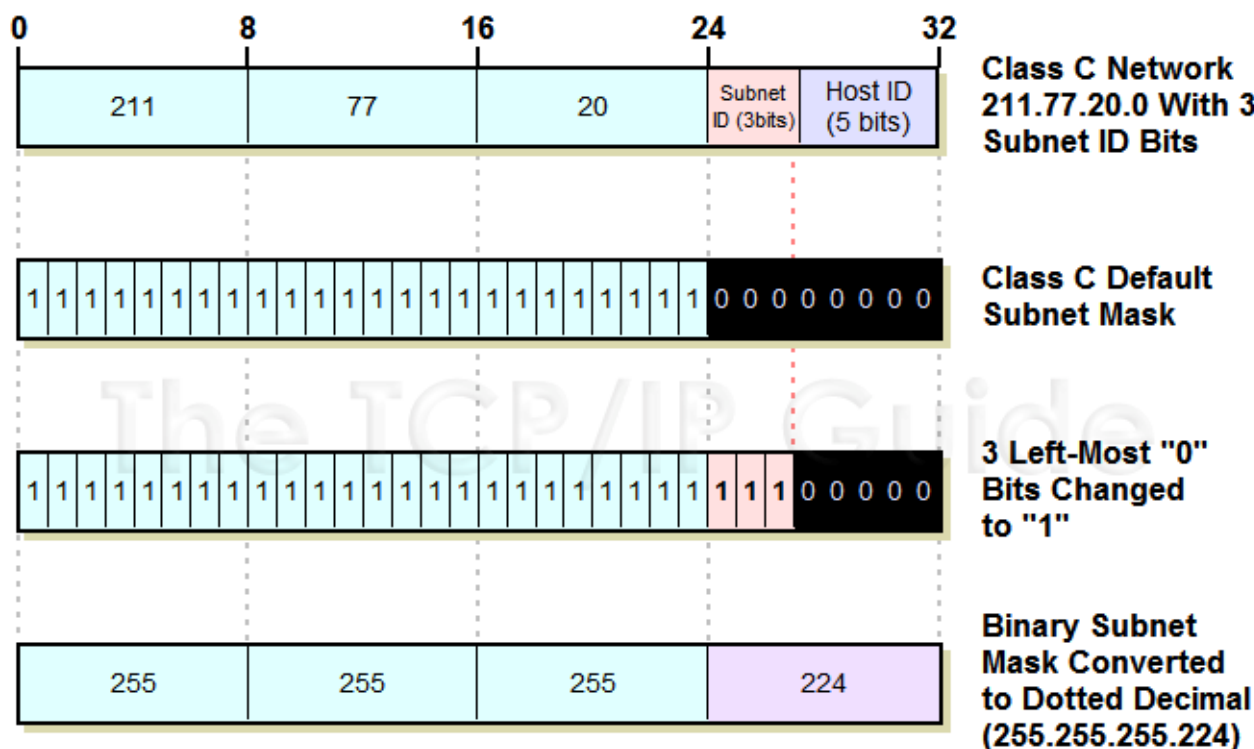 0 8 16 24 32
211 77 20 Subnet ID (3bits) Host ID (5 bits)
Class C Network
211.77.20.0 With 3
Subnet ID Bits
1 1 1 1 1 1 1 1 1 1 1 1 1 1 1 1 1 1 1 1 1 1 1 1 0 0 0 0 0 0 0 0
Class C Default
Subnet Mask
The TCP/IP Guide
1 1 1 1 1 1 1 1 1 1 1 1 1 1 1 1 1 1 1 1 1 1 1 1 1 1 1 0 0 0 0 0
3 Left-Most "0"
Bits Changed
to "1"
255 255 255 224
Binary Subnet
Mask Converted
to Dotted Decimal
(255.255.255.224)